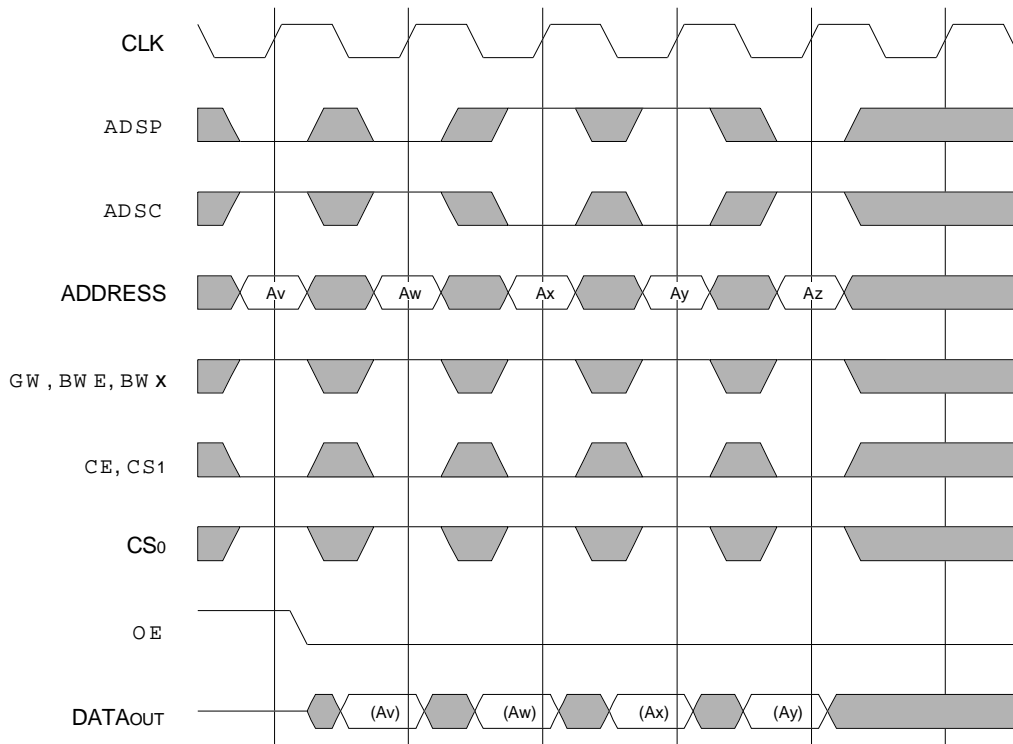 CLK
ADSP
ADSC
ADDRESS Av Aw Ax Ay Az
GW, BWE, BWx
CE, CS1
CS0
OE
DATAOUT (Av) (Aw) (Ax) (Ay)